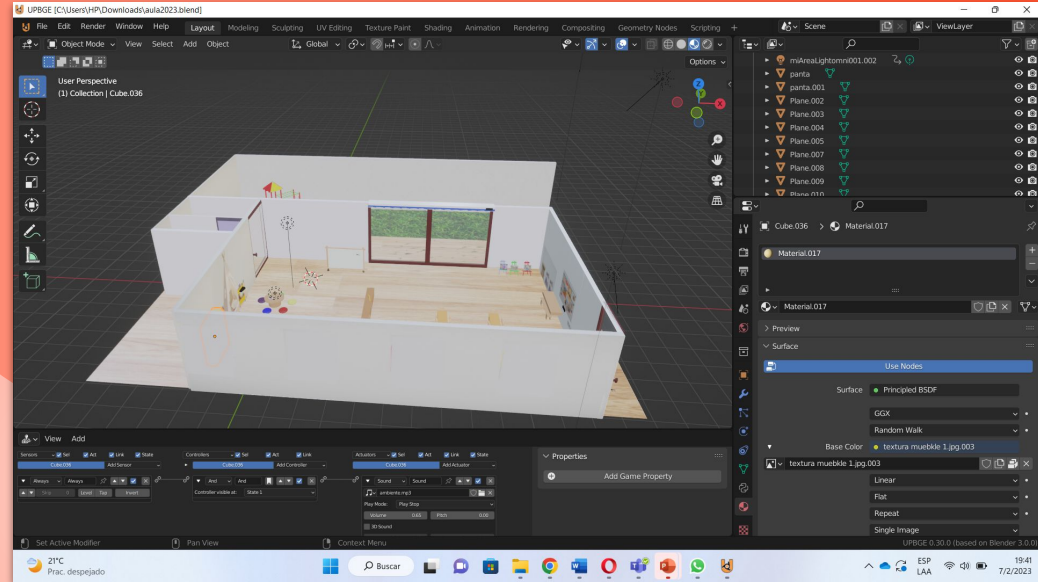 UPBGE [C:\Users\HP\Downloads\aula2023.blend]
File Edit Render Window Help Layout Modeling Sculpting UV Editing Texture Paint Shading Animation Rendering Compositing Geometry Nodes Scripting + Scene ViewLayer
Object Mode View Select Add Object Global
Options
User Perspective
(1) Collection | Cube.036
X
Y
Z
miAreaLightomni001.002
panta
panta.001
Plane.002
Plane.003
Plane.004
Plane.005
Plane.007
Plane.008
Plane.009
Plane.010
Cube.036 > Material.017
Material.017
Material.017
Preview
Surface
Use Nodes
Surface Principled BSDF
GGX
Random Walk
Base Color textura muebkle 1.jpg.003
textura muebkle 1.jpg.003
Linear
Flat
Repeat
Single Image
View Add
Sensors Sel Act Link State Controllers Sel Act Link Actuators Sel Act Link State
Cube.036 Add Sensor Cube.036 Add Controller Cube.036 Add Actuator
Always Always And And Sound Sound
Skip 0 Level Tap Invert Controller visible at: State 1 ambiente.mp3
Play Mode: Play Stop
Volume 0.65 Pitch 0.00
3D Sound
Properties
Add Game Property
Set Active Modifier Pan View Context Menu UPBGE 0.30.0 (based on Blender 3.0.0)
21°C
Prac. despejado
Buscar
ESP
LAA
19:41
7/2/2023